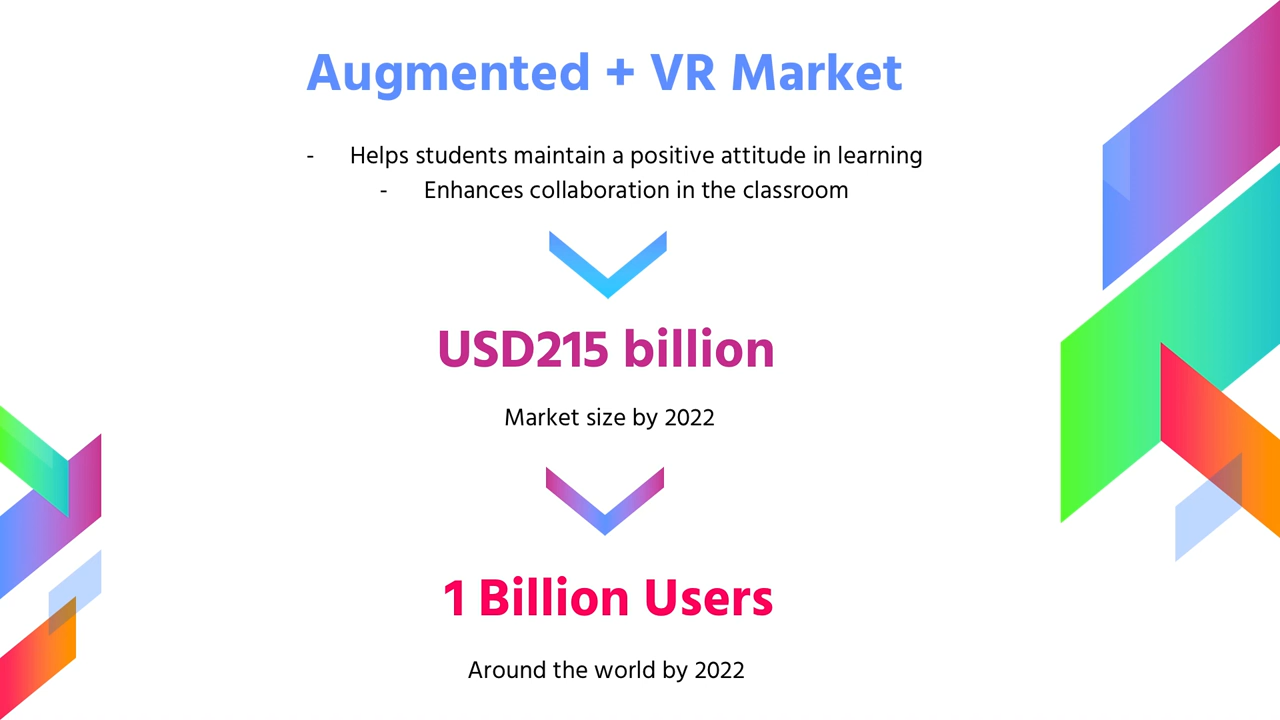 Augmented + VR Market
- Helps students maintain a positive attitude in learning
- Enhances collaboration in the classroom
USD215 billion
Market size by 2022
1 Billion Users
Around the world by 2022